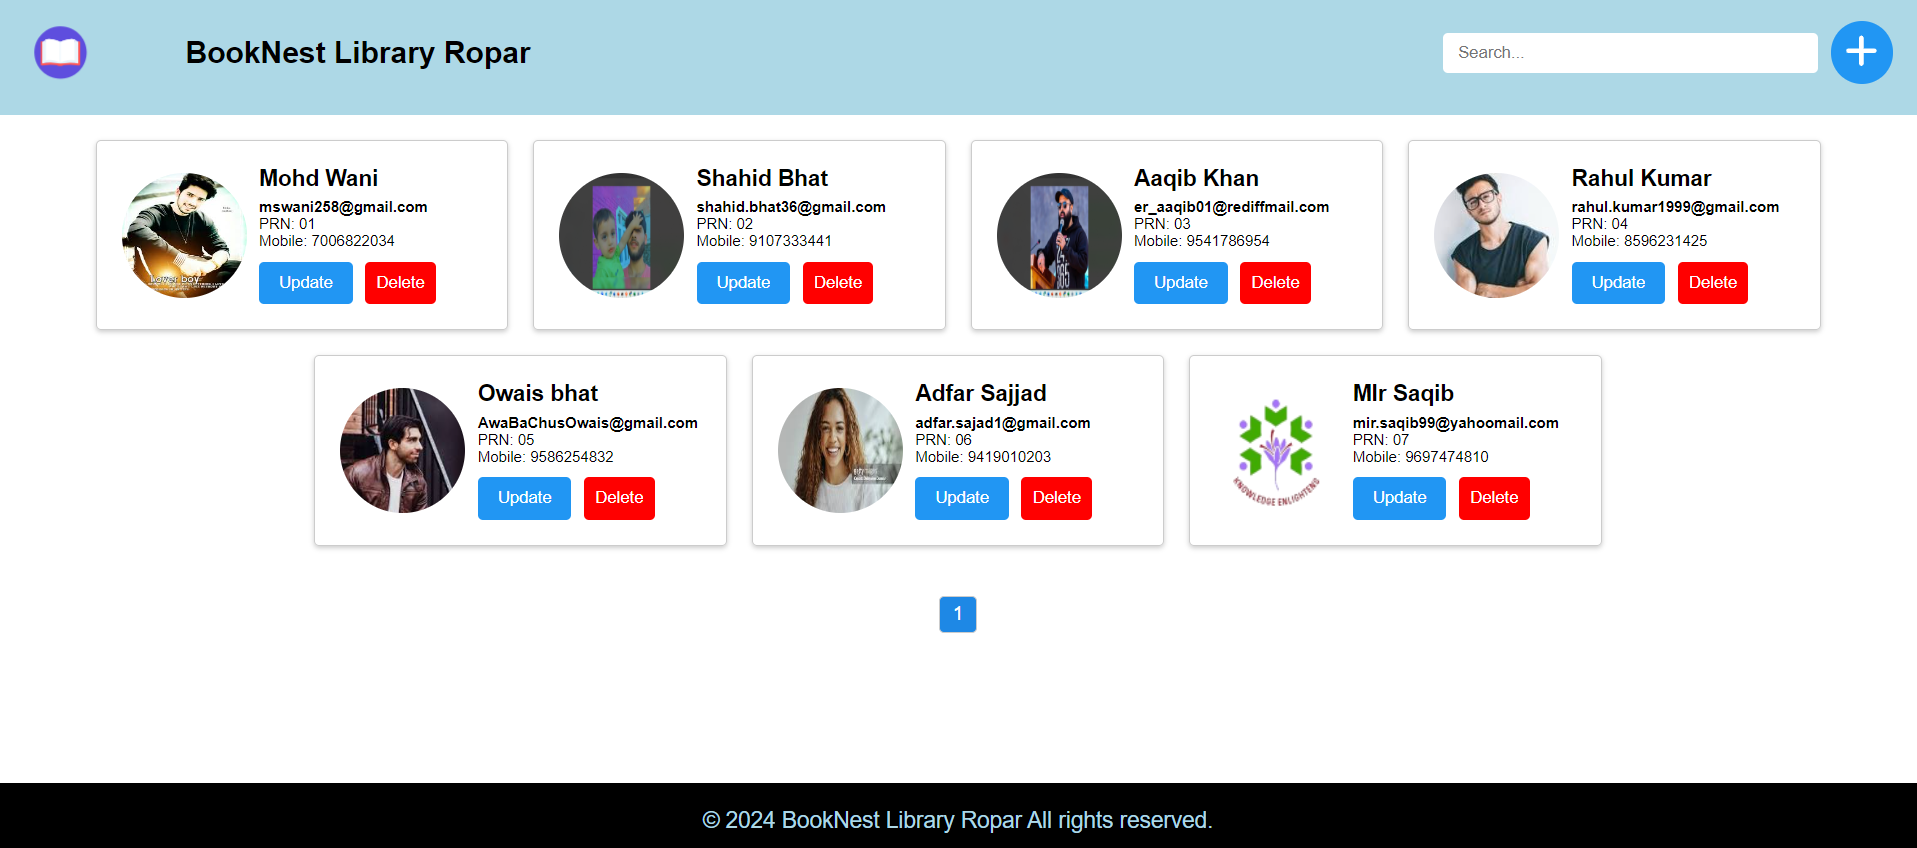 BookNest Library Ropar
Search...
Mohd Wani
mswani258@gmail.com
PRN: 01
Mobile: 7006822034
Update Delete
Lover boy
Shahid Bhat
shahid.bhat36@gmail.com
PRN: 02
Mobile: 9107333441
Update Delete
Aaqib Khan
er_aaqib01@rediffmail.com
PRN: 03
Mobile: 9541786954
Update Delete
Rahul Kumar
rahul.kumar1999@gmail.com
PRN: 04
Mobile: 8596231425
Update Delete
Owais bhat
AwaBaChusOwais@gmail.com
PRN: 05
Mobile: 9586254832
Update Delete
Adfar Sajjad
adfar.sajad1@gmail.com
PRN: 06
Mobile: 9419010203
Update Delete
MIr Saqib
mir.saqib99@yahoomail.com
PRN: 07
Mobile: 9697474810
Update Delete
KNOWLEDGE ENLIGHTENS
1
© 2024 BookNest Library Ropar All rights reserved.